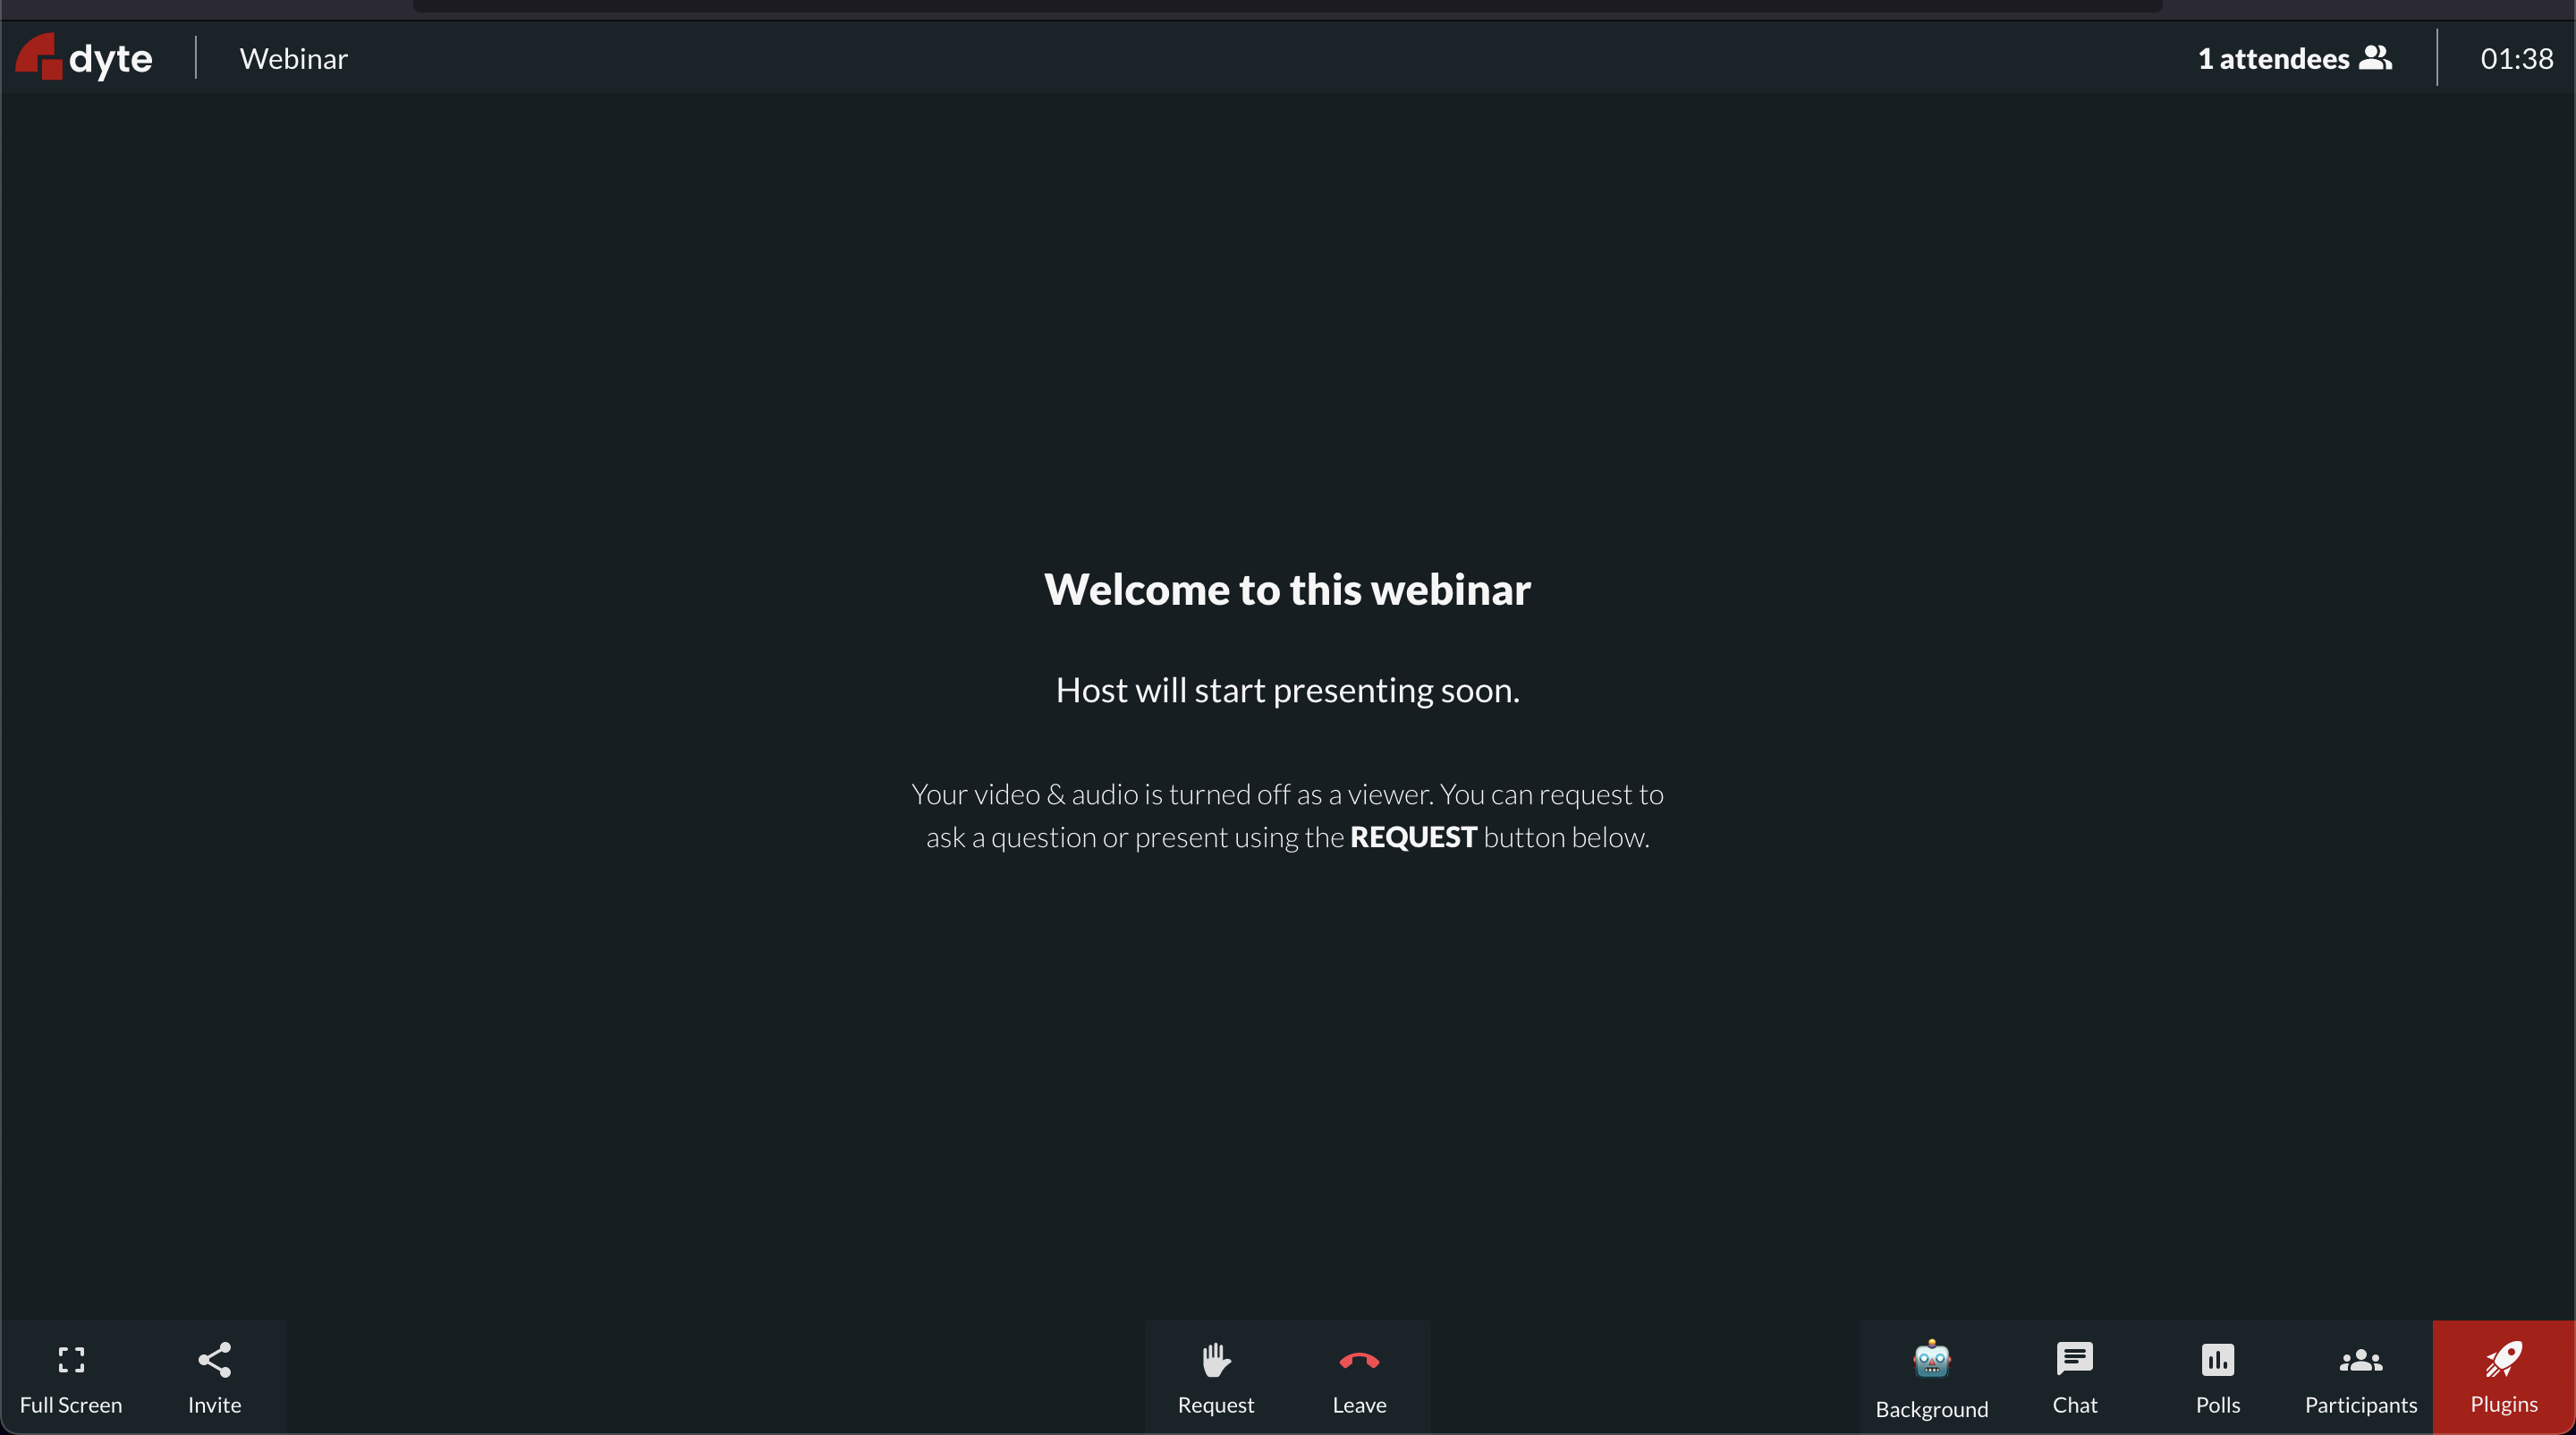 dyte
Webinar
1 attendees
01:38
Welcome to this webinar
Host will start presenting soon.
Your video & audio is turned off as a viewer. You can request to
ask a question or present using the REQUEST button below.
Full Screen
Invite
Request
Leave
Background
Chat
Polls
Participants
Plugins